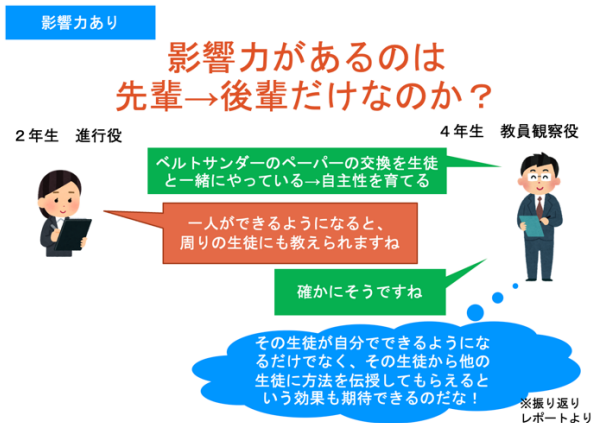 影響力あり
影響力があるのは
先輩→後輩だけなのか？
２年生　進行役
４年生　教員観察役
ベルトサンダーのペーパーの交換を生徒
と一緒にやっている→自主性を育てる
一人ができるようになると、
周りの生徒にも教えられますね
確かにそうですね
その生徒が自分でできるようにな
るだけでなく、その生徒から他の
生徒に方法を伝授してもらえると
いう効果も期待できるのだな！
※振り返り
レポートより